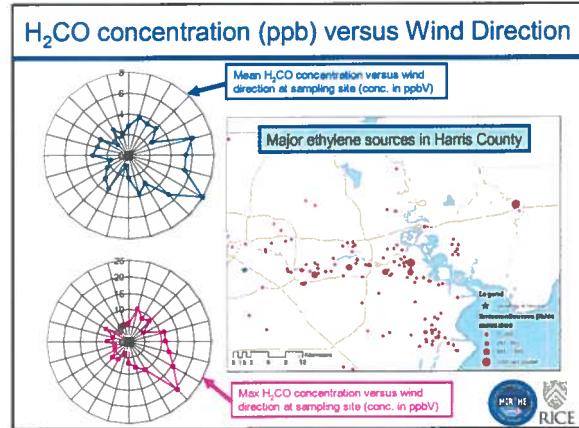 H₂CO concentration (ppb) versus Wind Direction
8
6
4
Mean H₂CO concentration versus wind
direction at sampling site (conc. in ppbV)
Major ethylene sources in Harris County
25
20
15
10
Legend
Max H₂CO concentration versus wind
direction at sampling site (conc. in ppbV)
RICE